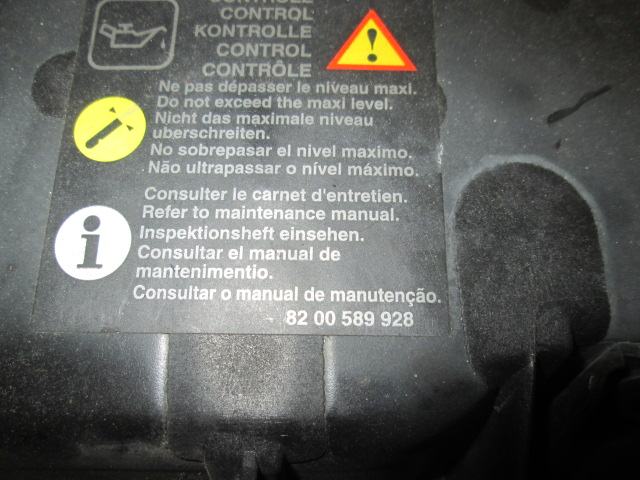 CONTRÔLE
CONTROL
KONTROLLE
CONTROL
CONTRÔLE
Ne pas dépasser le niveau maxi.
Do not exceed the maxi level.
Nicht das maximale niveau
uberschreiten.
No sobrepasar el nivel maximo.
Não ultrapassar o nível máximo.
Consulter le carnet d'entretien.
Refer to maintenance manual.
Inspektionsheft einsehen.
Consultar el manual de
mantenimentio.
Consultar o manual de manutenção.
82 00 589 928